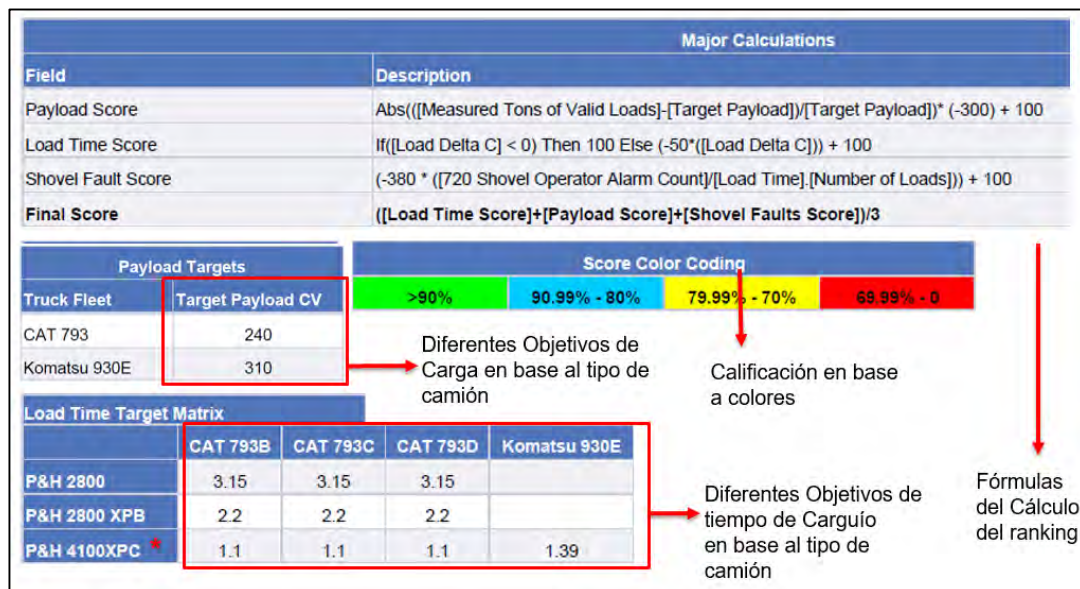 Major Calculations
Field Description
Payload Score Abs(([Measured Tons of Valid Loads]-[Target Payload])/[Target Payload])* (-300) + 100
Load Time Score If([Load Delta C] < 0) Then 100 Else (-50*([Load Delta C])) + 100
Shovel Fault Score (-380 * ([720 Shovel Operator Alarm Count]/[Load Time].[Number of Loads])) + 100
Final Score ([Load Time Score]+[Payload Score]+[Shovel Faults Score])/3
Payload Targets
Truck Fleet Target Payload CV
CAT 793 240
Komatsu 930E 310
Score Color Coding
>90% 90.99% - 80% 79.99% - 70% 69.99% - 0
Diferentes Objetivos de
Carga en base al tipo de
camión
Calificación en base
a colores
Load Time Target Matrix
CAT 793B CAT 793C CAT 793D Komatsu 930E
P&H 2800 3.15 3.15 3.15
P&H 2800 XPB 2.2 2.2 2.2
P&H 4100XPC * 1.1 1.1 1.1 1.39
Diferentes Objetivos de
tiempo de Carguío
en base al tipo de
camión
Fórmulas
del Cálculo
del ranking